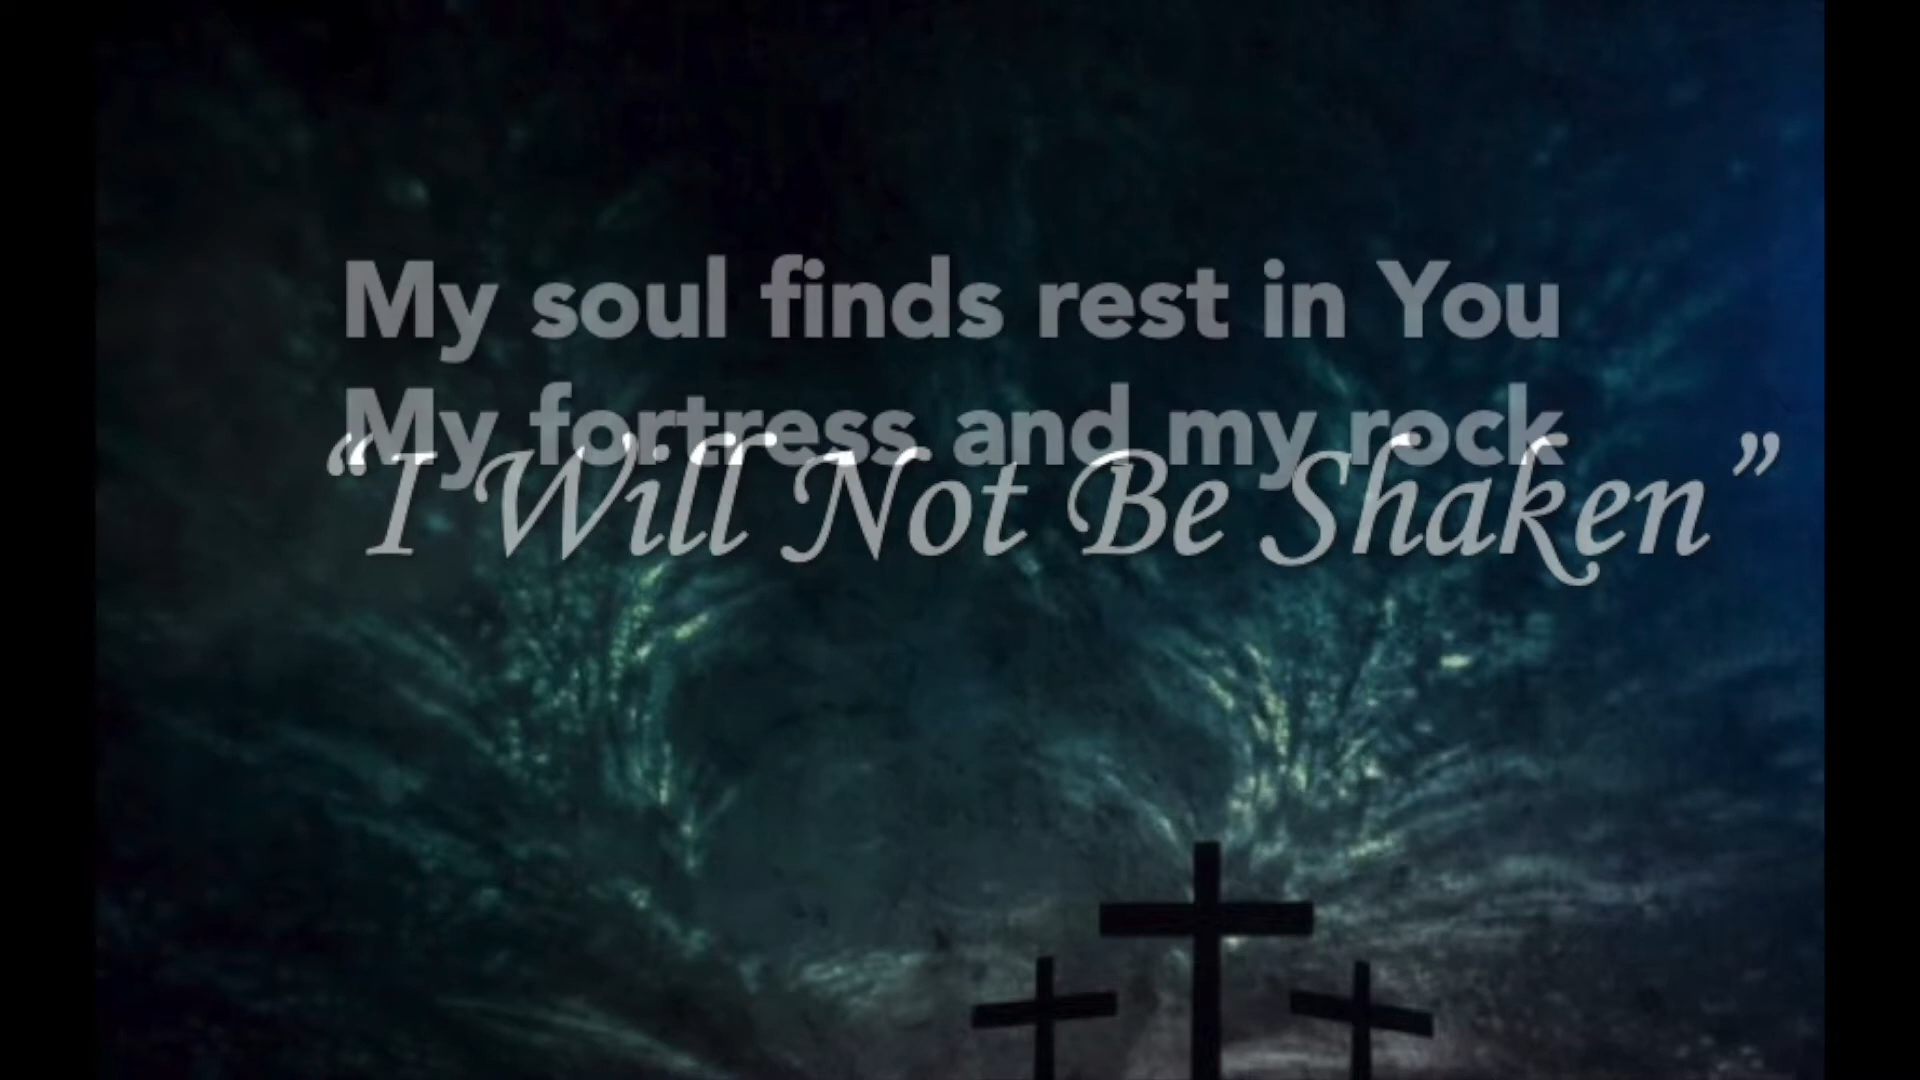 My soul finds rest in You
My fortress and my rock
“I Will Not Be Shaken”